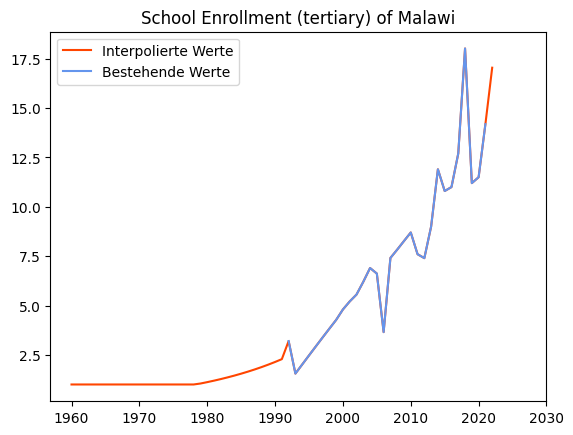 School Enrollment (tertiary) of Malawi
Interpolierte Werte
Bestehende Werte
17.5
15.0
12.5
10.0
7.5
5.0
2.5
1960 1970 1980 1990 2000 2010 2020 2030